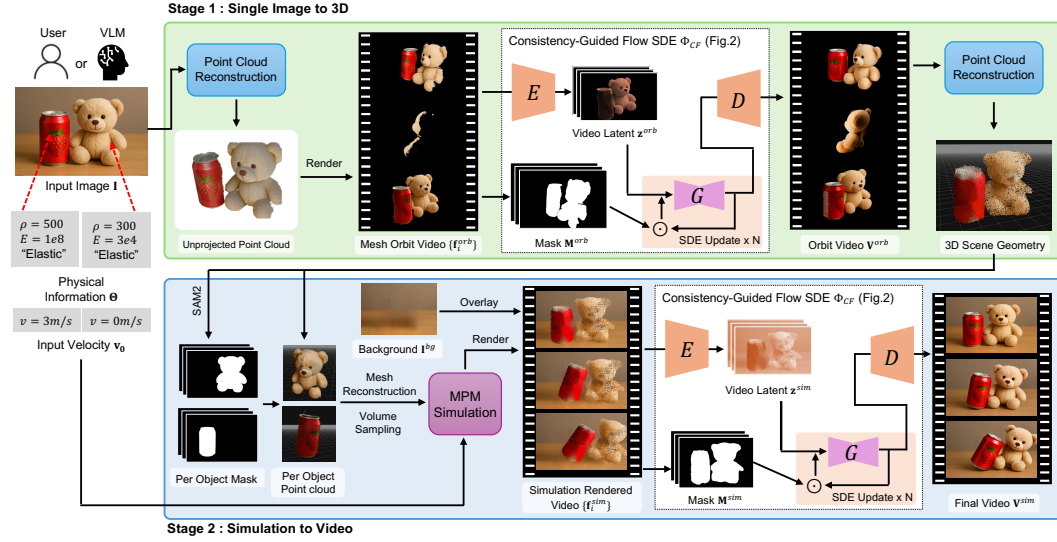 Stage 1 : Single Image to 3D
User
or
VLM
Input Image I
ρ = 500
E = 1e8
“Elastic”
ρ = 300
E = 3e4
“Elastic”
Physical
Information Θ
v = 3m/s
v = 0m/s
Input Velocity v₀
Point Cloud
Reconstruction
Unprojected Point Cloud
Render
Mesh Orbit Video {f_i^orb}
Consistency-Guided Flow SDE Φ_CF (Fig.2)
E
Video Latent z^orb
D
G
Mask M^orb
SDE Update x N
Orbit Video V^orb
Point Cloud
Reconstruction
3D Scene Geometry
SAM2
Per Object Mask
Per Object
Point cloud
Background I^bg
Overlay
Render
Mesh
Reconstruction
Volume
Sampling
MPM
Simulation
Simulation Rendered
Video {f_i^sim}
Consistency-Guided Flow SDE Φ_CF (Fig.2)
E
Video Latent z^sim
D
G
Mask M^sim
SDE Update x N
Final Video V^sim
Stage 2 : Simulation to Video